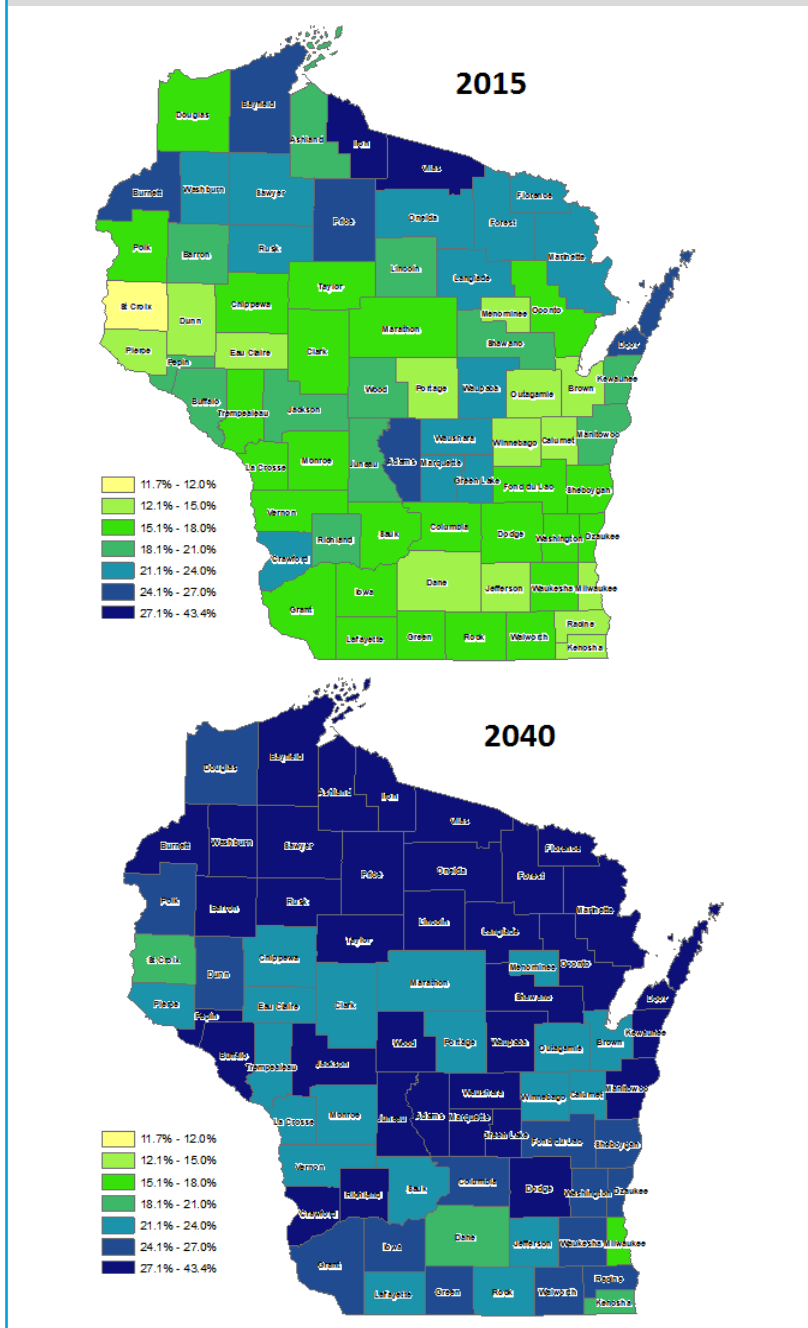 2015
Douglas
Bayfield
Ashland
Iron
Vilas
Burnett
Washburn
Sawyer
Price
Oneida
Forest
Florence
Marinette
Polk
Barron
Rusk
Lincoln
Langlade
Taylor
St Croix
Dunn
Chippewa
Marathon
Menominee
Oconto
Shawano
Door
Pierce
Pepin
Eau Claire
Clark
Buffalo
Trempealeau
Jackson
Wood
Portage
Waupaca
Outagamie
Brown
Kewaunee
Manitowoc
La Crosse
Monroe
Juneau
Adams
Waushara
Marquette
Green Lake
Winnebago
Calumet
Fond du Lac
Sheboygan
Vernon
Crawford
Richland
Sauk
Columbia
Dodge
Washington
Ozaukee
Grant
Iowa
Dane
Jefferson
Waukesha
Milwaukee
Lafayette
Green
Rock
Walworth
Racine
Kenosha
11.7% - 12.0%
12.1% - 15.0%
15.1% - 18.0%
18.1% - 21.0%
21.1% - 24.0%
24.1% - 27.0%
27.1% - 43.4%
2040
Douglas
Bayfield
Ashland
Iron
Vilas
Burnett
Washburn
Sawyer
Price
Oneida
Forest
Florence
Marinette
Polk
Barron
Rusk
Lincoln
Langlade
Taylor
St Croix
Dunn
Chippewa
Marathon
Menominee
Oconto
Shawano
Door
Pierce
Pepin
Eau Claire
Clark
Buffalo
Trempealeau
Jackson
Wood
Portage
Waupaca
Outagamie
Brown
Kewaunee
Manitowoc
La Crosse
Monroe
Juneau
Adams
Waushara
Marquette
Green Lake
Winnebago
Calumet
Fond du Lac
Sheboygan
Vernon
Crawford
Richland
Sauk
Columbia
Dodge
Washington
Ozaukee
Grant
Iowa
Dane
Jefferson
Waukesha
Milwaukee
Lafayette
Green
Rock
Walworth
Racine
Kenosha
11.7% - 12.0%
12.1% - 15.0%
15.1% - 18.0%
18.1% - 21.0%
21.1% - 24.0%
24.1% - 27.0%
27.1% - 43.4%